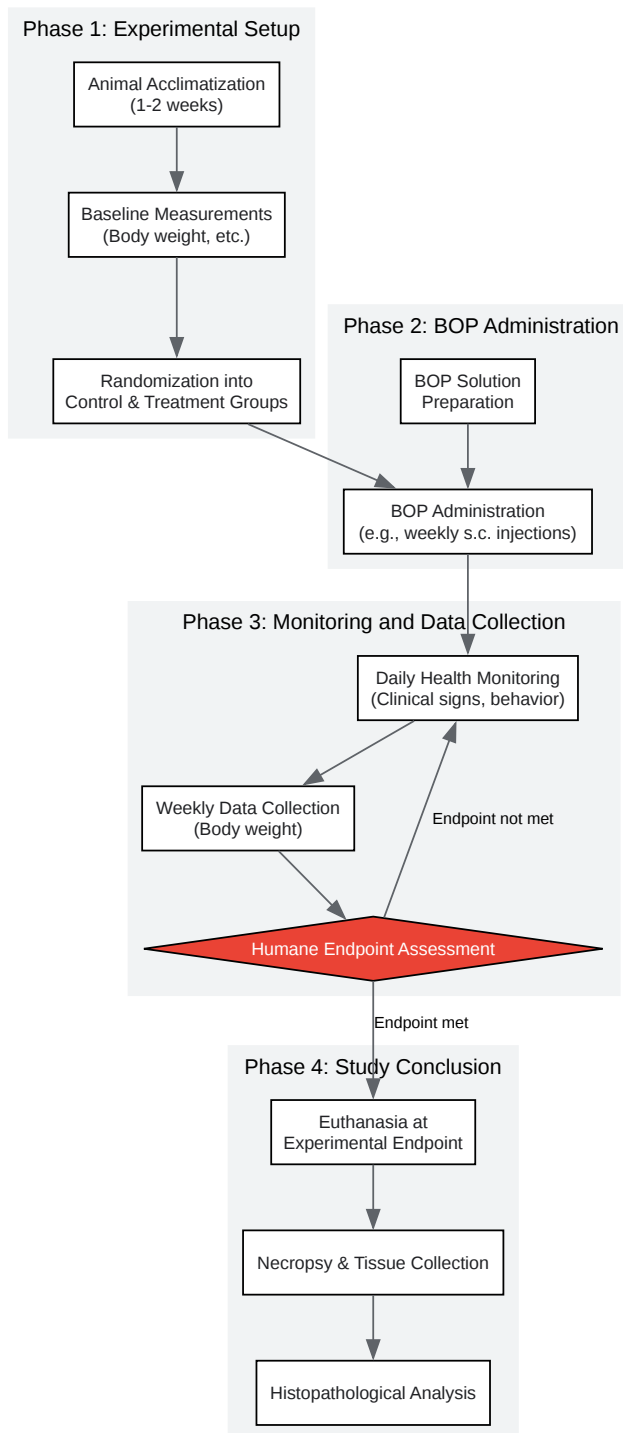 Phase 1: Experimental Setup
Animal Acclimatization
(1-2 weeks)
Baseline Measurements
(Body weight, etc.)
Randomization into
Control & Treatment Groups
Phase 2: BOP Administration
BOP Solution
Preparation
BOP Administration
(e.g., weekly s.c. injections)
Phase 3: Monitoring and Data Collection
Daily Health Monitoring
(Clinical signs, behavior)
Weekly Data Collection
(Body weight)
Endpoint not met
Humane Endpoint Assessment
Endpoint met
Phase 4: Study Conclusion
Euthanasia at
Experimental Endpoint
Necropsy & Tissue Collection
Histopathological Analysis